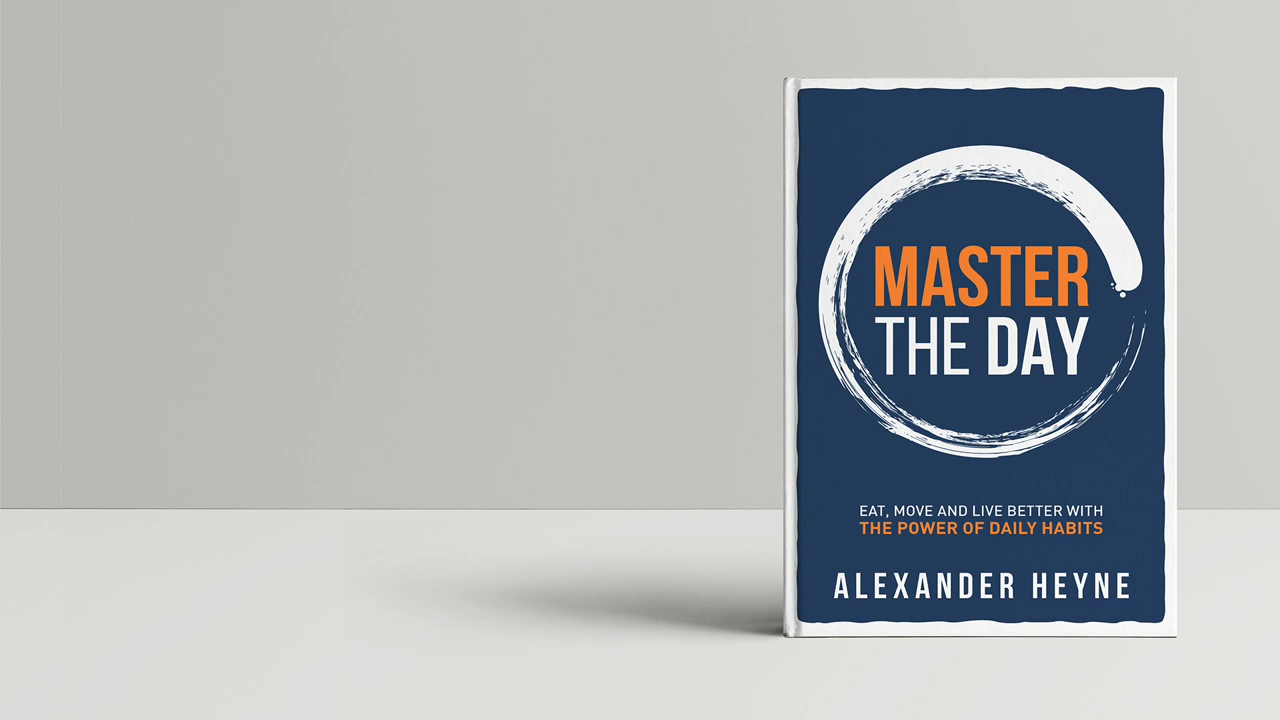 MASTER
THE DAY
EAT, MOVE AND LIVE BETTER WITH
THE POWER OF DAILY HABITS
ALEXANDER HEYNE